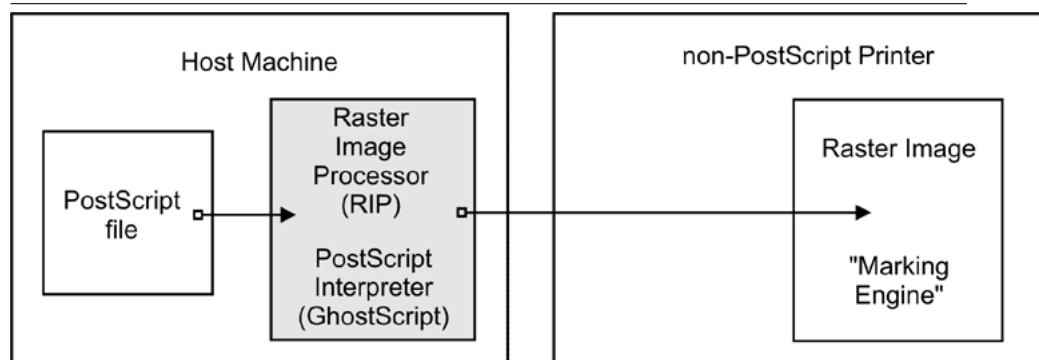 Host Machine
PostScript
file
Raster
Image
Processor
(RIP)
PostScript
Interpreter
(GhostScript)
non-PostScript Printer
Raster Image
"Marking
Engine"